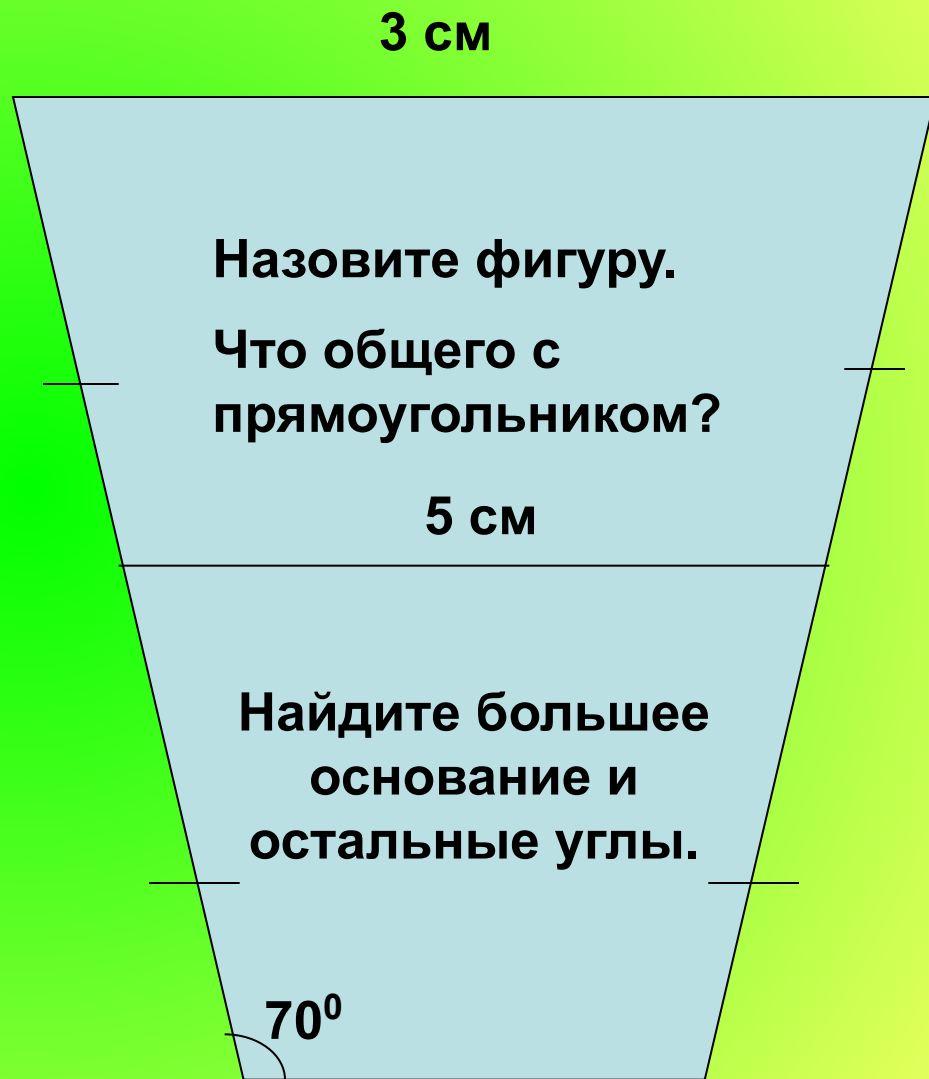 3 см
Назовите фигуру.
Что общего с
прямоугольником?
5 см
Найдите большее
основание и
остальные углы.
70⁰